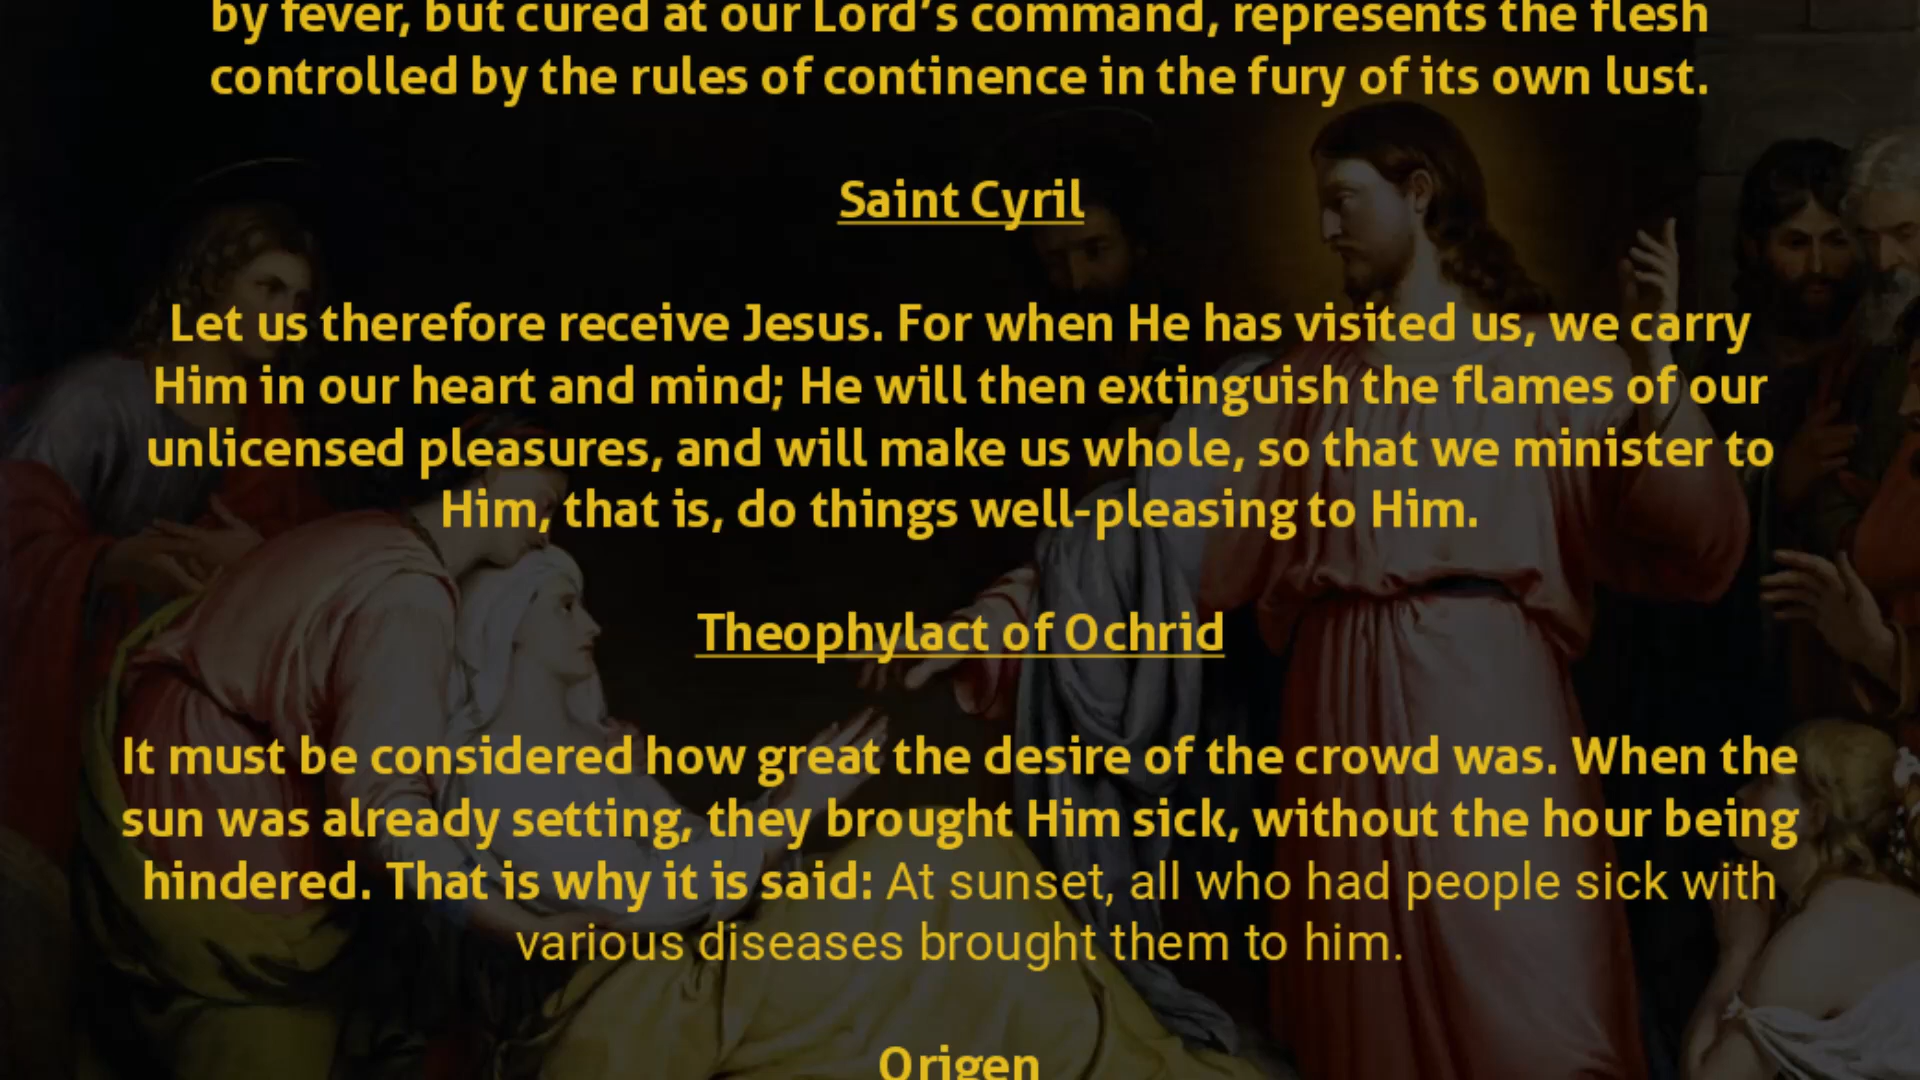 by fever, but cured at our Lord's command, represents the flesh
controlled by the rules of continence in the fury of its own lust.
Saint Cyril
Let us therefore receive Jesus. For when He has visited us, we carry
Him in our heart and mind; He will then extinguish the flames of our
unlicensed pleasures, and will make us whole, so that we minister to
Him, that is, do things well-pleasing to Him.
Theophylact of Ochrid
It must be considered how great the desire of the crowd was. When the
sun was already setting, they brought Him sick, without the hour being
hindered. That is why it is said: At sunset, all who had people sick with
various diseases brought them to him.
Origen